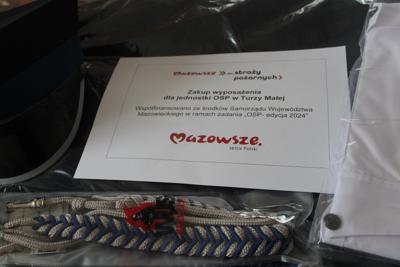 Mazowsze dla straży
pożarnych
Zakup wyposażenia
dla jednostki OSP w Turzy Małej
Współfinansowano ze środków Samorządu Województwa
Mazowieckiego w ramach zadania „OSP- edycja 2024”
Mazowsze.
serce Polski